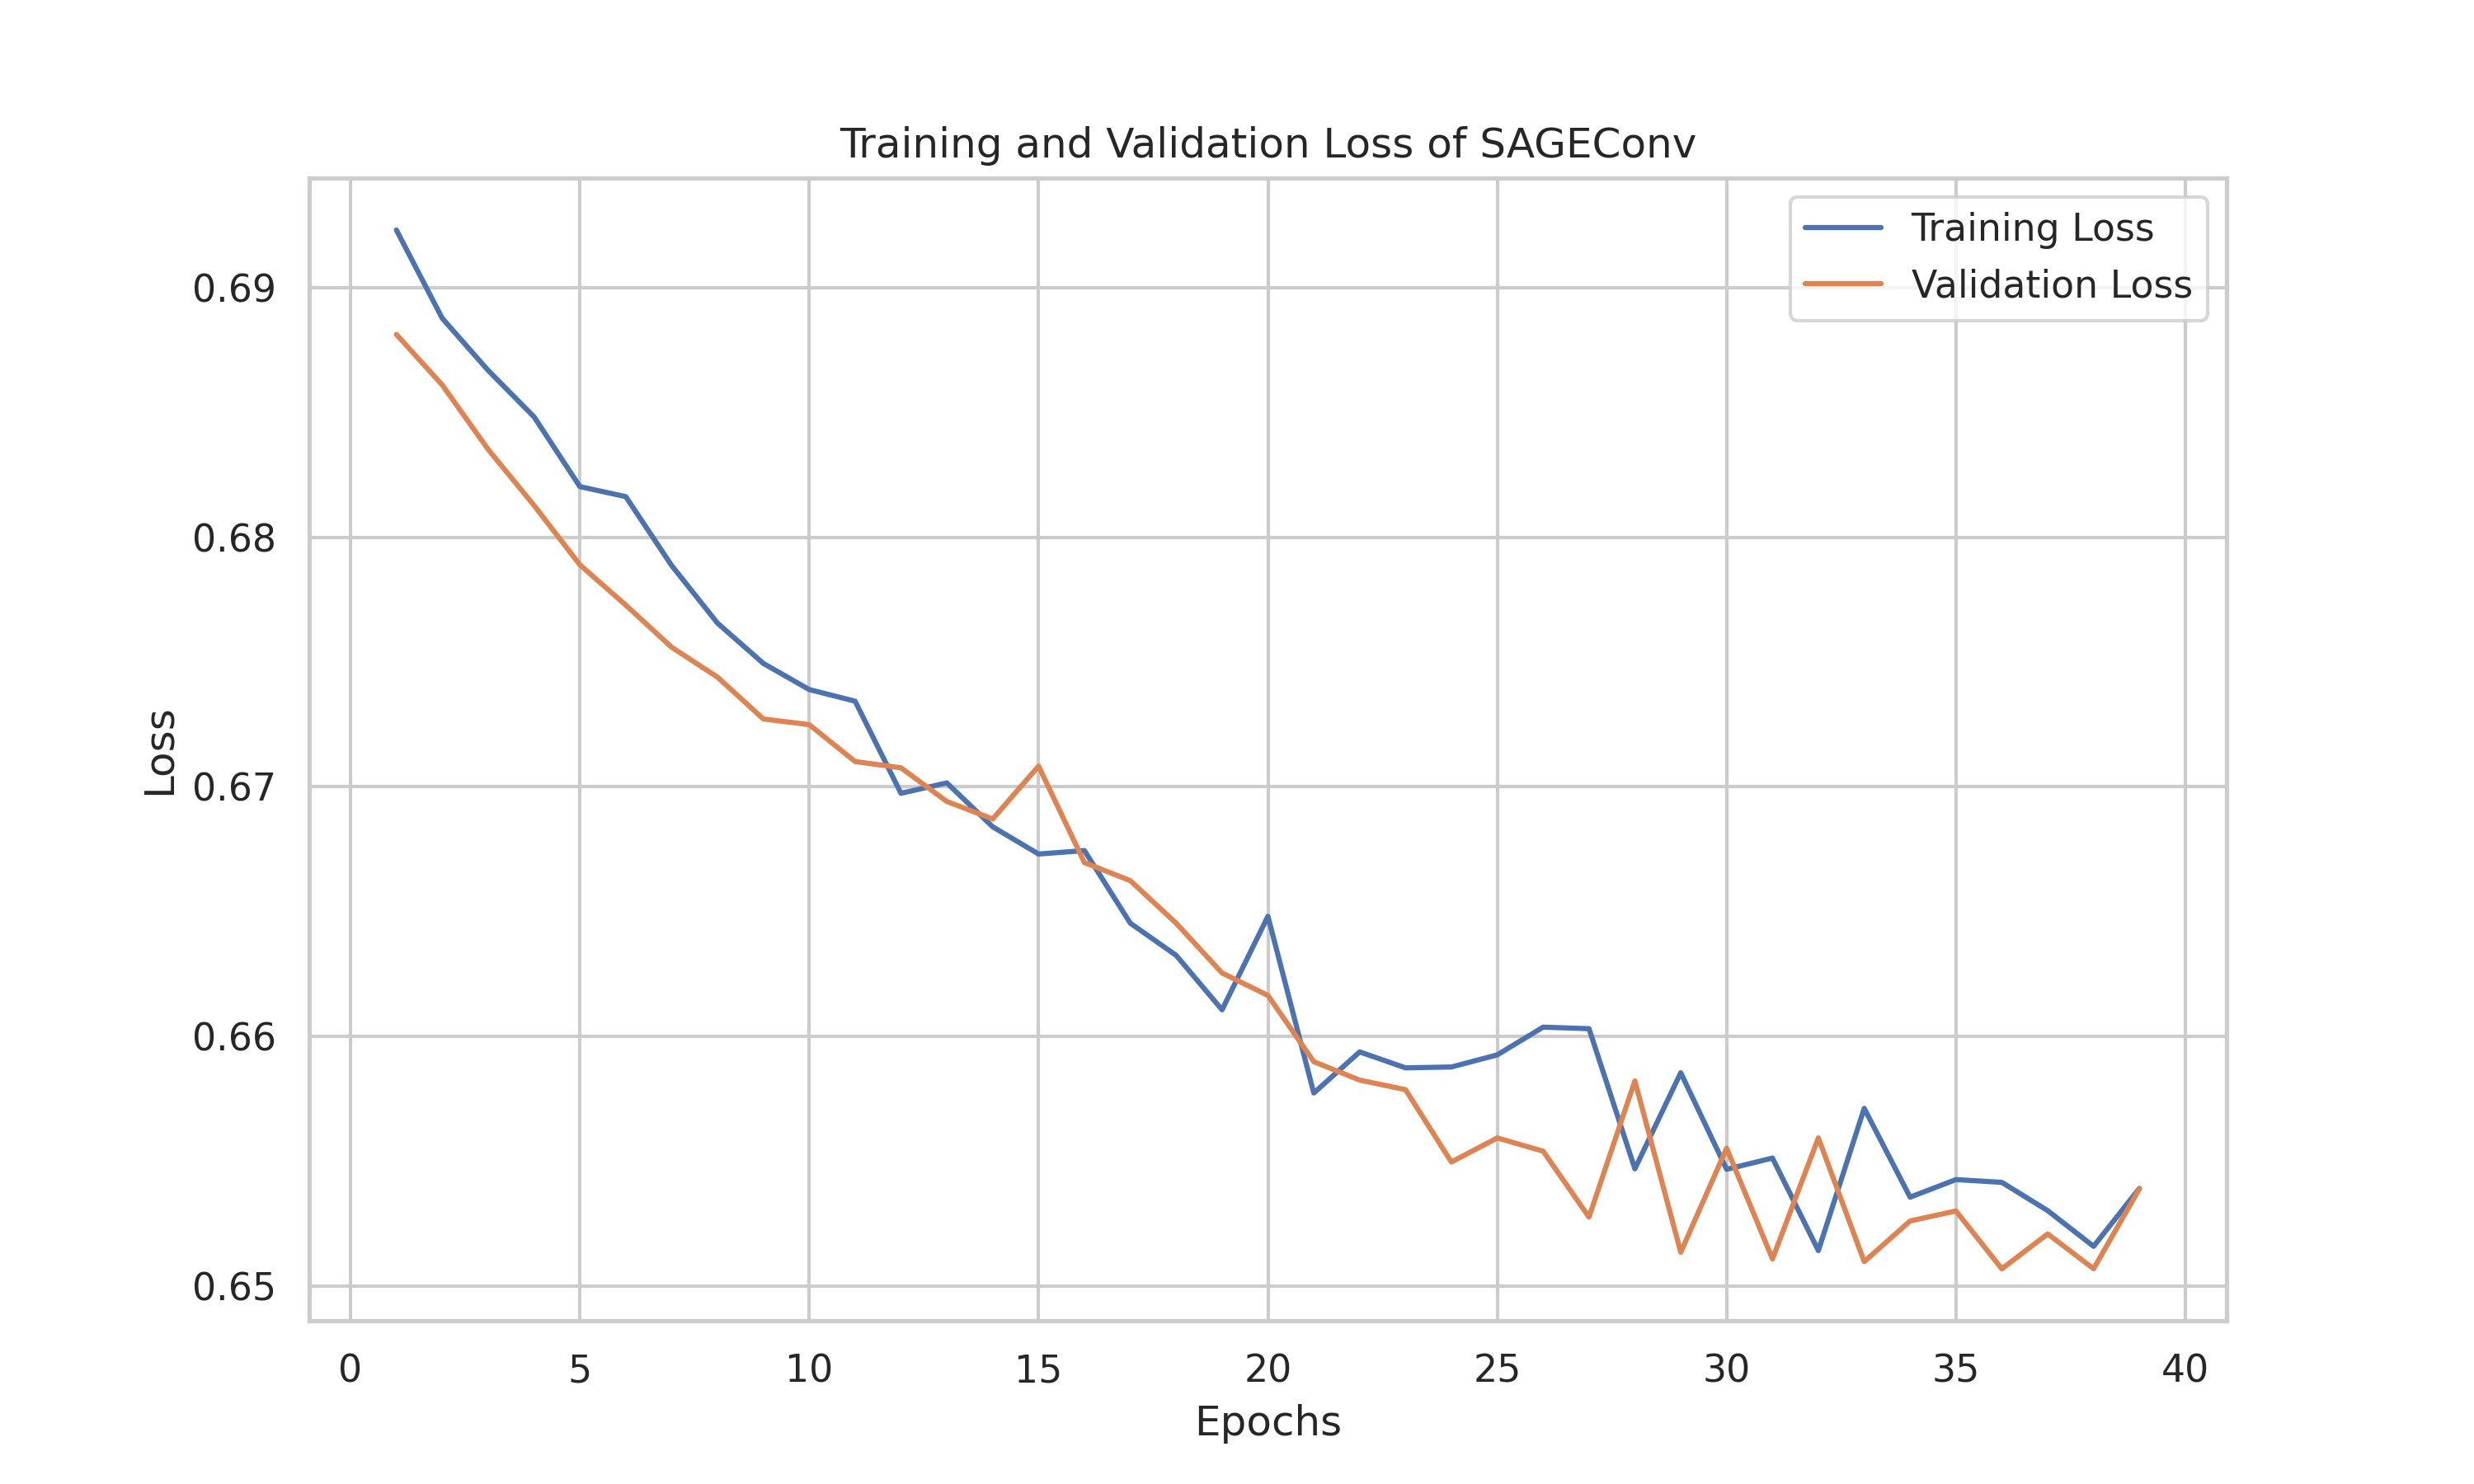 Training and Validation Loss of SAGEConv
Training Loss
Validation Loss
Loss
0.69
0.68
0.67
0.66
0.65
0 5 10 15 20 25 30 35 40
Epochs